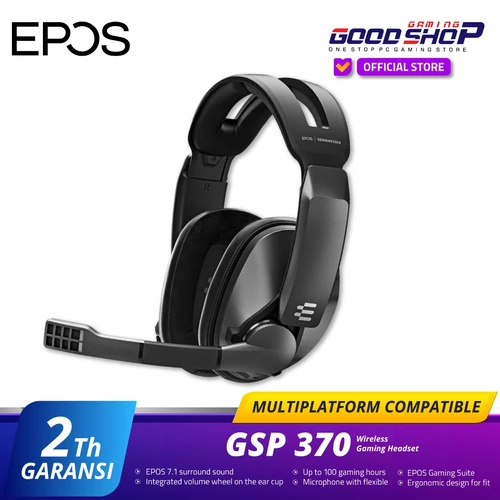 EPOS
GAMING
GOODSHOP
ONE STOP PC GAMING STORE
OFFICIAL STORE
EPOS | SENNHEISER
R
MULTIPLATFORM COMPATIBLE
2Th
GARANSI
GSP 370 Wireless
Gaming Headset
• EPOS 7.1 surround sound
• Integrated volume wheel on the ear cup
• Up to 100 gaming hours
• Microphone with flexible
• EPOS Gaming Suite
• Ergonomic design for fit